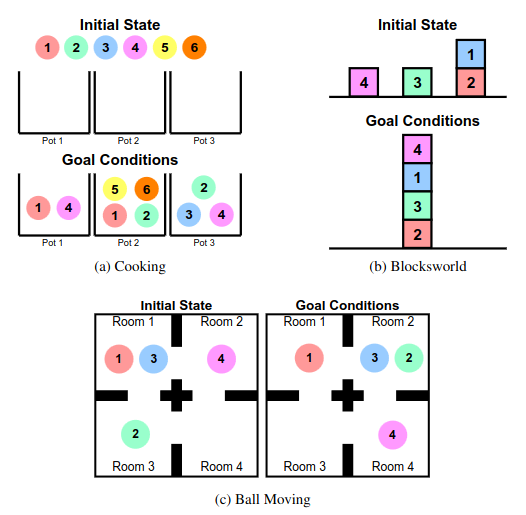 Initial State
1 2 3 4 5 6
Pot 1 Pot 2 Pot 3
Goal Conditions
5 6 2
1 4 1 2 3 4
Pot 1 Pot 2 Pot 3
(a) Cooking
Initial State
1
4 3 2
Goal Conditions
4
1
3
2
(b) Blocksworld
Initial State
Room 1 Room 2
1 3 4
2
Room 3 Room 4
Goal Conditions
Room 1 Room 2
1 3 2
4
Room 3 Room 4
(c) Ball Moving